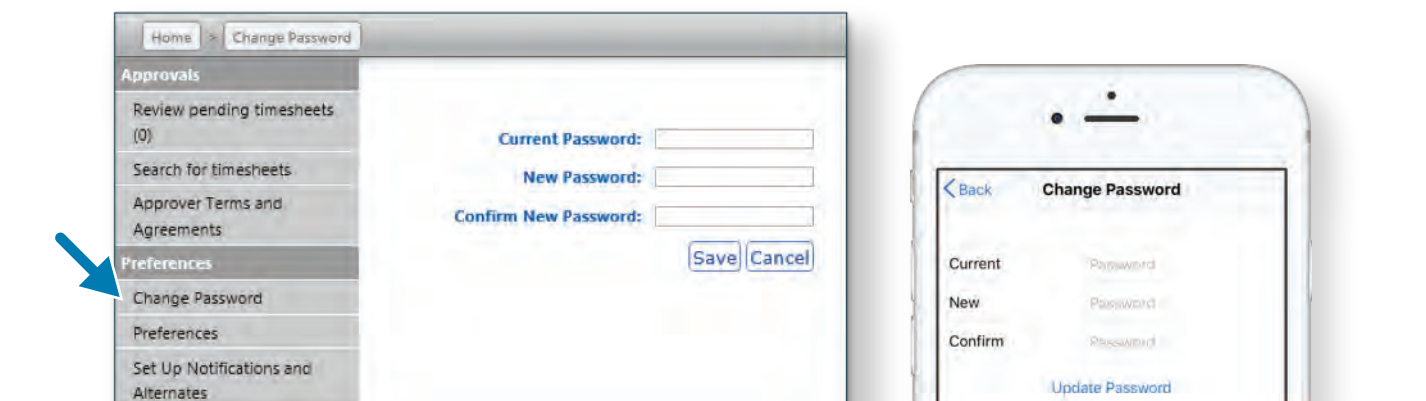 Home > Change Password
Approvals
Review pending timesheets
(0)
Search for timesheets
Approver Terms and
Agreements
Preferences
Change Password
Preferences
Set Up Notifications and
Alternates
Current Password:
New Password:
Confirm New Password:
Save Cancel
Back Change Password
Current Password
New Password
Confirm Password
Update Password